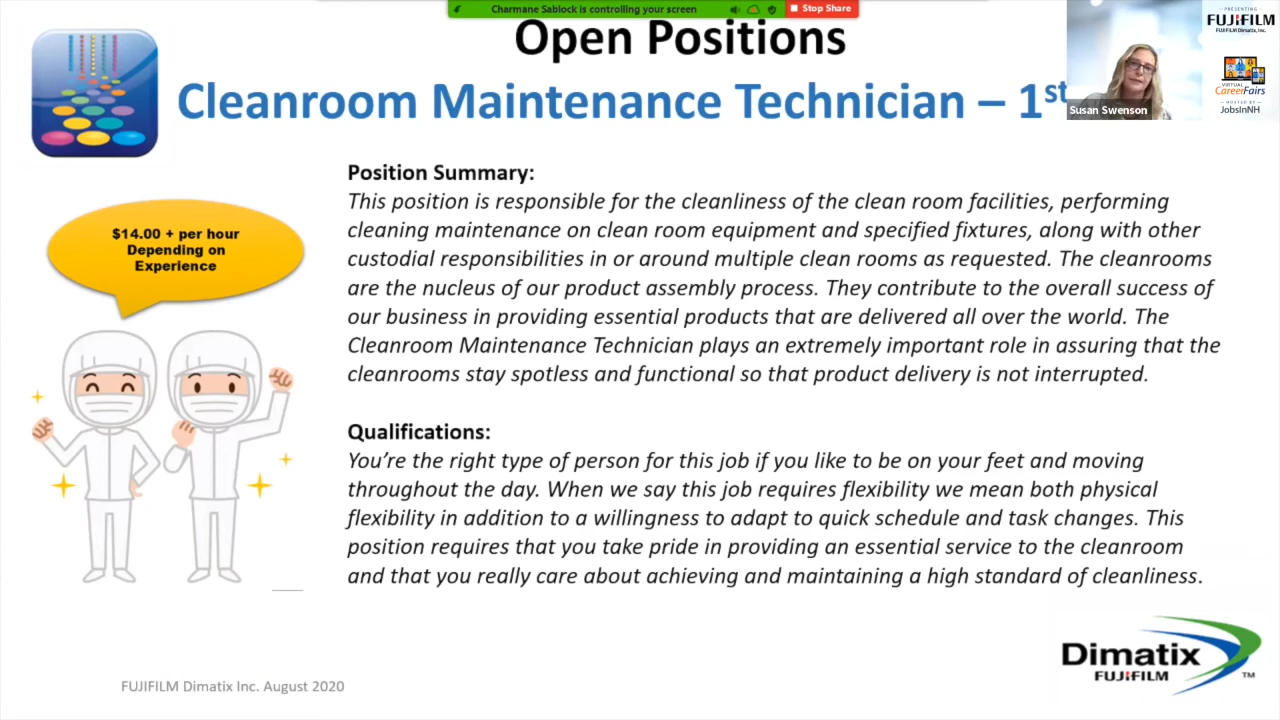 Charmane Sablock is controlling your screen
Stop Share
Open Positions
Cleanroom Maintenance Technician – 1st
Susan Swenson
PRESENTING
FUJIFILM
FUJIFILM Dimatix, Inc.
VIRTUAL
CareerFairs
HOSTED BY
JobsInNH
$14.00 + per hour
Depending on
Experience
Position Summary:
This position is responsible for the cleanliness of the clean room facilities, performing
cleaning maintenance on clean room equipment and specified fixtures, along with other
custodial responsibilities in or around multiple clean rooms as requested. The cleanrooms
are the nucleus of our product assembly process. They contribute to the overall success of
our business in providing essential products that are delivered all over the world. The
Cleanroom Maintenance Technician plays an extremely important role in assuring that the
cleanrooms stay spotless and functional so that product delivery is not interrupted.
Qualifications:
You’re the right type of person for this job if you like to be on your feet and moving
throughout the day. When we say this job requires flexibility we mean both physical
flexibility in addition to a willingness to adapt to quick schedule and task changes. This
position requires that you take pride in providing an essential service to the cleanroom
and that you really care about achieving and maintaining a high standard of cleanliness.
Dimatix
FUJIFILM
TM
FUJIFILM Dimatix Inc. August 2020